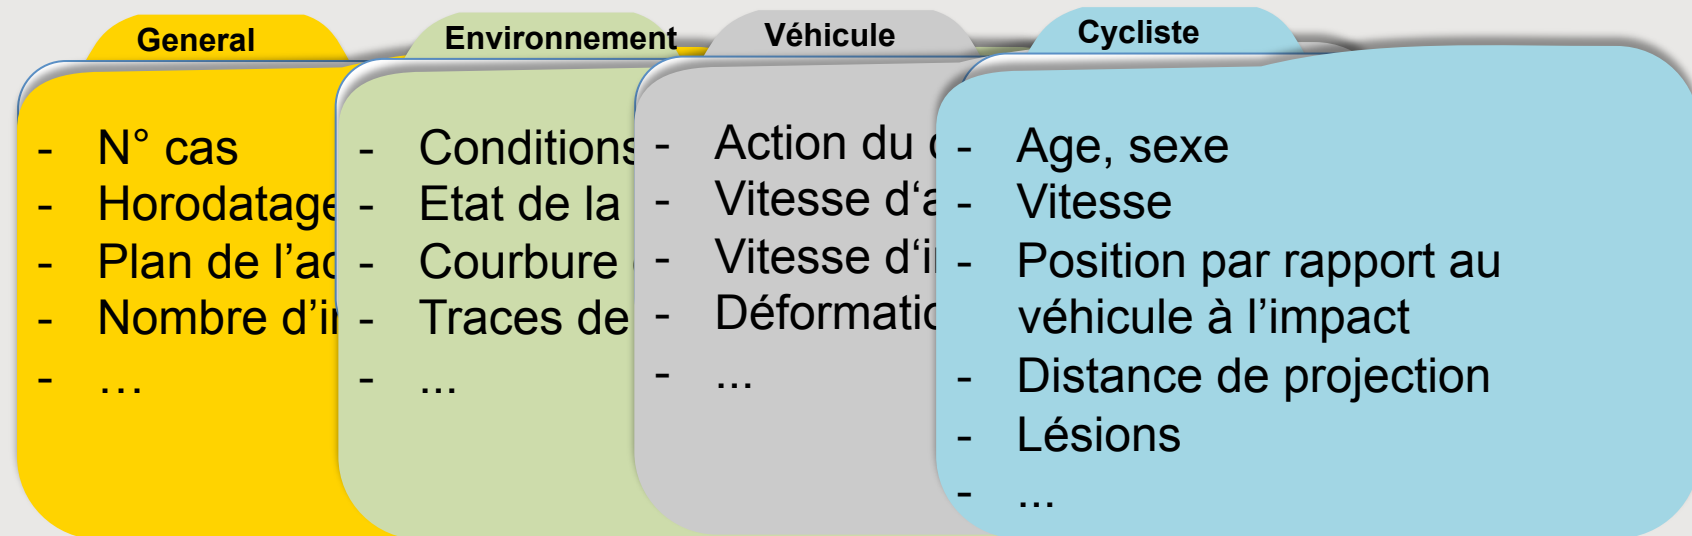 General
- N° cas
- Horodatage
- Plan de l'ac
- Nombre d'i
- …
Environnement
- Conditions
- Etat de la
- Courbure
- Traces de
- ...
Véhicule
- Action du
- Vitesse d‘a
- Vitesse d‘i
- Déformatio
- ...
Cycliste
- Age, sexe
- Vitesse
- Position par rapport au
véhicule à l’impact
- Distance de projection
- Lésions
- ...